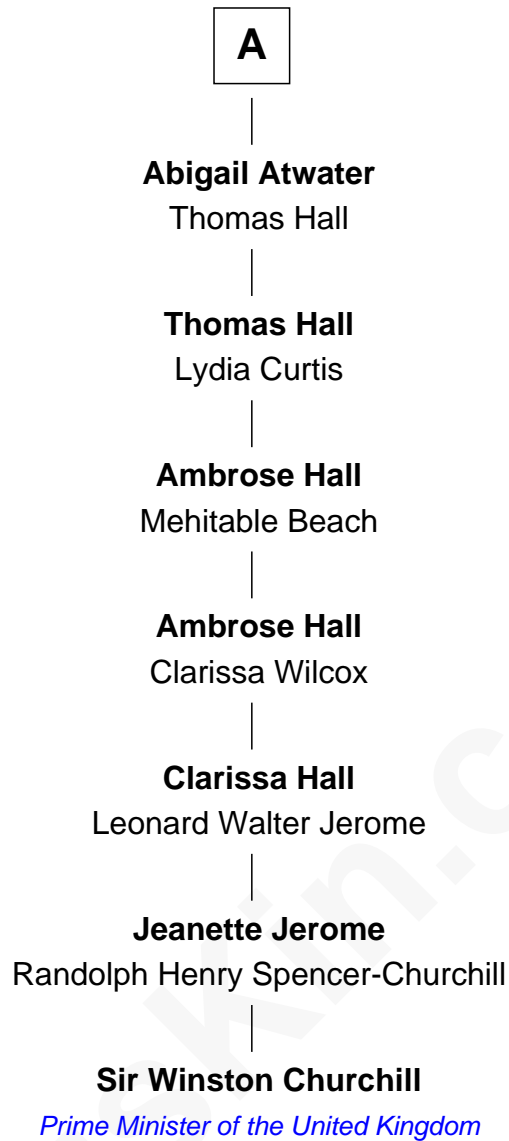 A
Abigail Atwater
Thomas Hall
Thomas Hall
Lydia Curtis
Ambrose Hall
Mehitable Beach
Ambrose Hall
Clarissa Wilcox
Clarissa Hall
Leonard Walter Jerome
Jeanette Jerome
Randolph Henry Spencer-Churchill
Sir Winston Churchill
Prime Minister of the United Kingdom